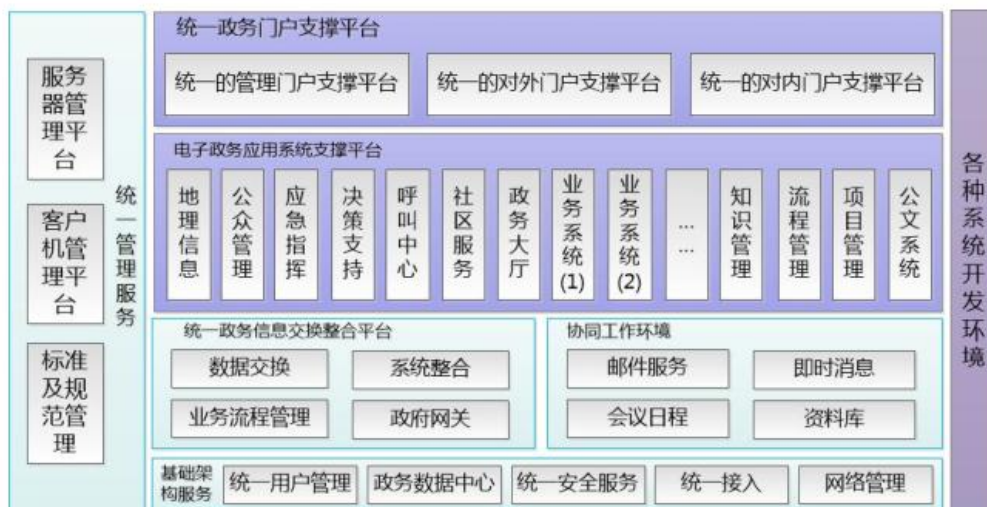 服务
器管
理平
台
客户
机管
理平
台
标准
及规
范管
理
统一管理服务
统一政务门户支撑平台
统一的管理门户支撑平台
统一的对外门户支撑平台
统一的对内门户支撑平台
电子政务应用系统支撑平台
地理信息
公众管理
应急指挥
决策支持
呼叫中心
社区服务
政务大厅
业务系统(1)
业务系统(2)
... ...
知识管理
流程管理
项目管理
公文系统
统一政务信息交换整合平台
数据交换
系统整合
业务流程管理
政府网关
协同工作环境
邮件服务
即时消息
会议日程
资料库
基础架
构服务
统一用户管理
政务数据中心
统一安全服务
统一接入
网络管理
各种系统开发环境